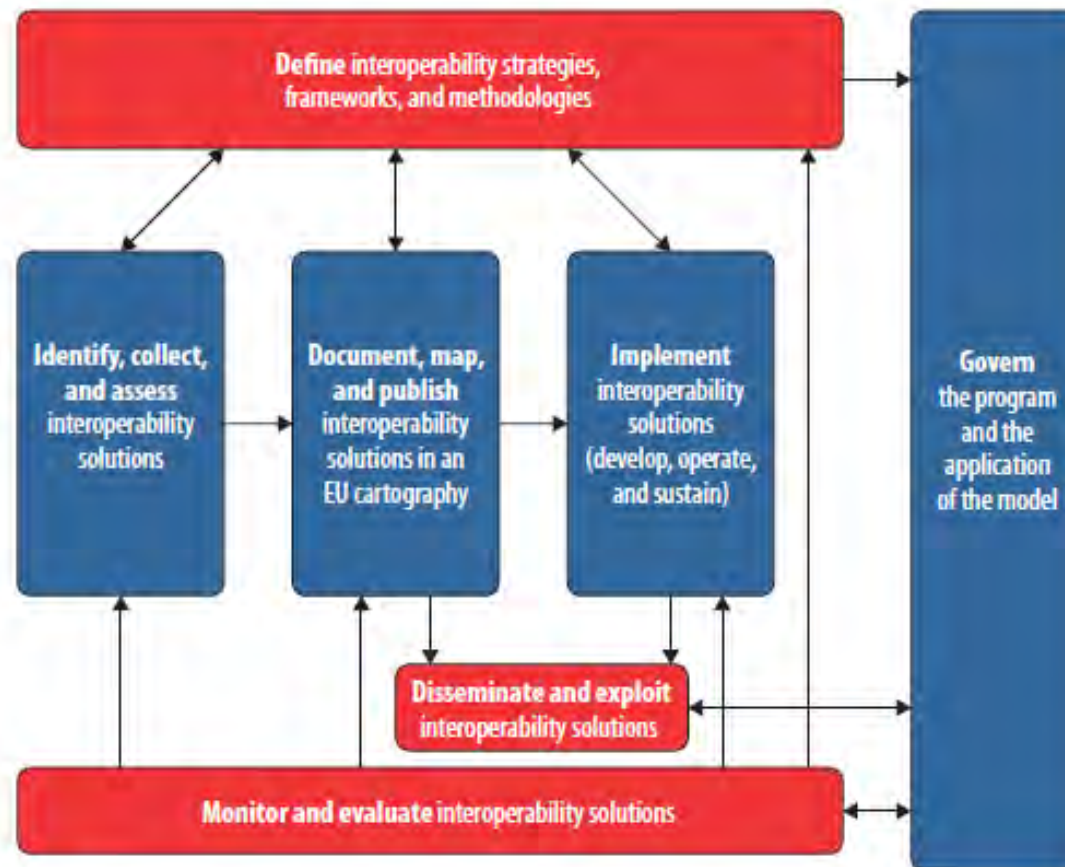 Define interoperability strategies,
frameworks, and methodologies
Identify, collect,
and assess
interoperability
solutions
Document, map,
and publish
interoperability
solutions in an
EU cartography
Implement
interoperability
solutions
(develop, operate,
and sustain)
Govern
the program
and the
application
of the model
Disseminate and exploit
interoperability solutions
Monitor and evaluate interoperability solutions